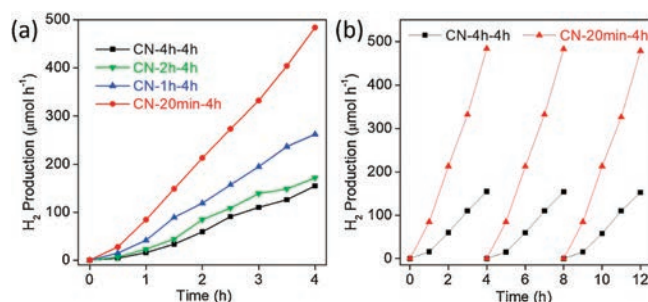 (a)
500
400
300
200
100
0
H₂ Production (μmol h⁻¹)
CN-4h-4h
CN-2h-4h
CN-1h-4h
CN-20min-4h
0 1 2 3 4
Time (h)
(b)
CN-4h-4h CN-20min-4h
500
400
300
200
100
0
H₂ Production (μmol h⁻¹)
0 2 4 6 8 10 12
Time (h)